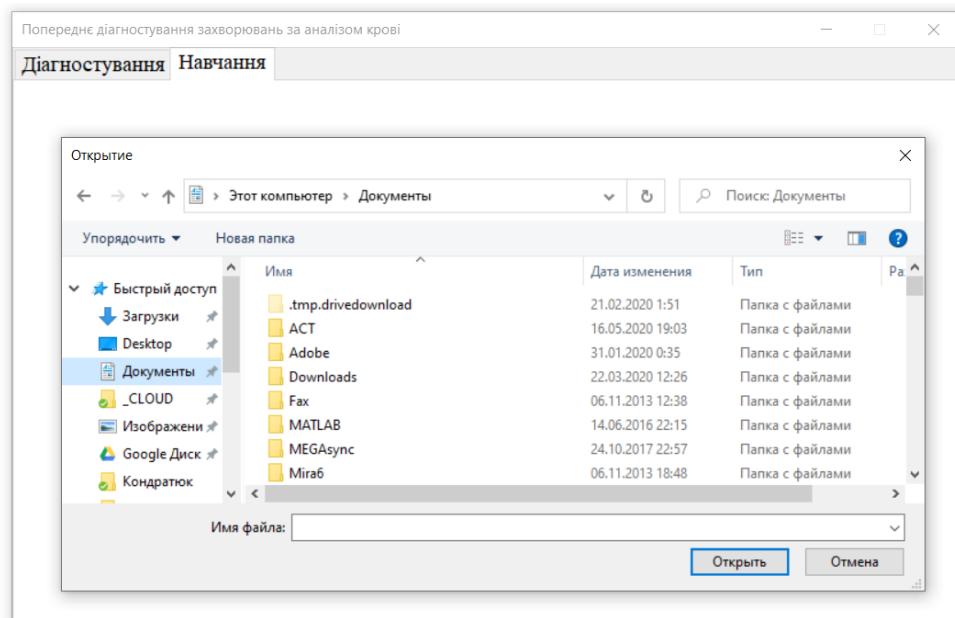 Попереднє діагностування захворювань за аналізом крові
Діагностування Навчання
Открытие
Этот компьютер Документы Поиск: Документы
Упорядочить Новая папка
Имя Дата изменения Тип Ра
Быстрый доступ
Загрузки
Desktop
Документы
_CLOUD
Изображени
Google Диск
Кондратюк
.tmp.drivedownload 21.02.2020 1:51 Папка с файлами
ACT 16.05.2020 19:03 Папка с файлами
Adobe 31.01.2020 0:35 Папка с файлами
Downloads 22.03.2020 12:26 Папка с файлами
Fax 06.11.2013 12:38 Папка с файлами
MATLAB 14.06.2016 22:15 Папка с файлами
MEGAsync 24.10.2017 22:57 Папка с файлами
Mira6 06.11.2013 18:48 Папка с файлами
Имя файла:
Открыть Отмена